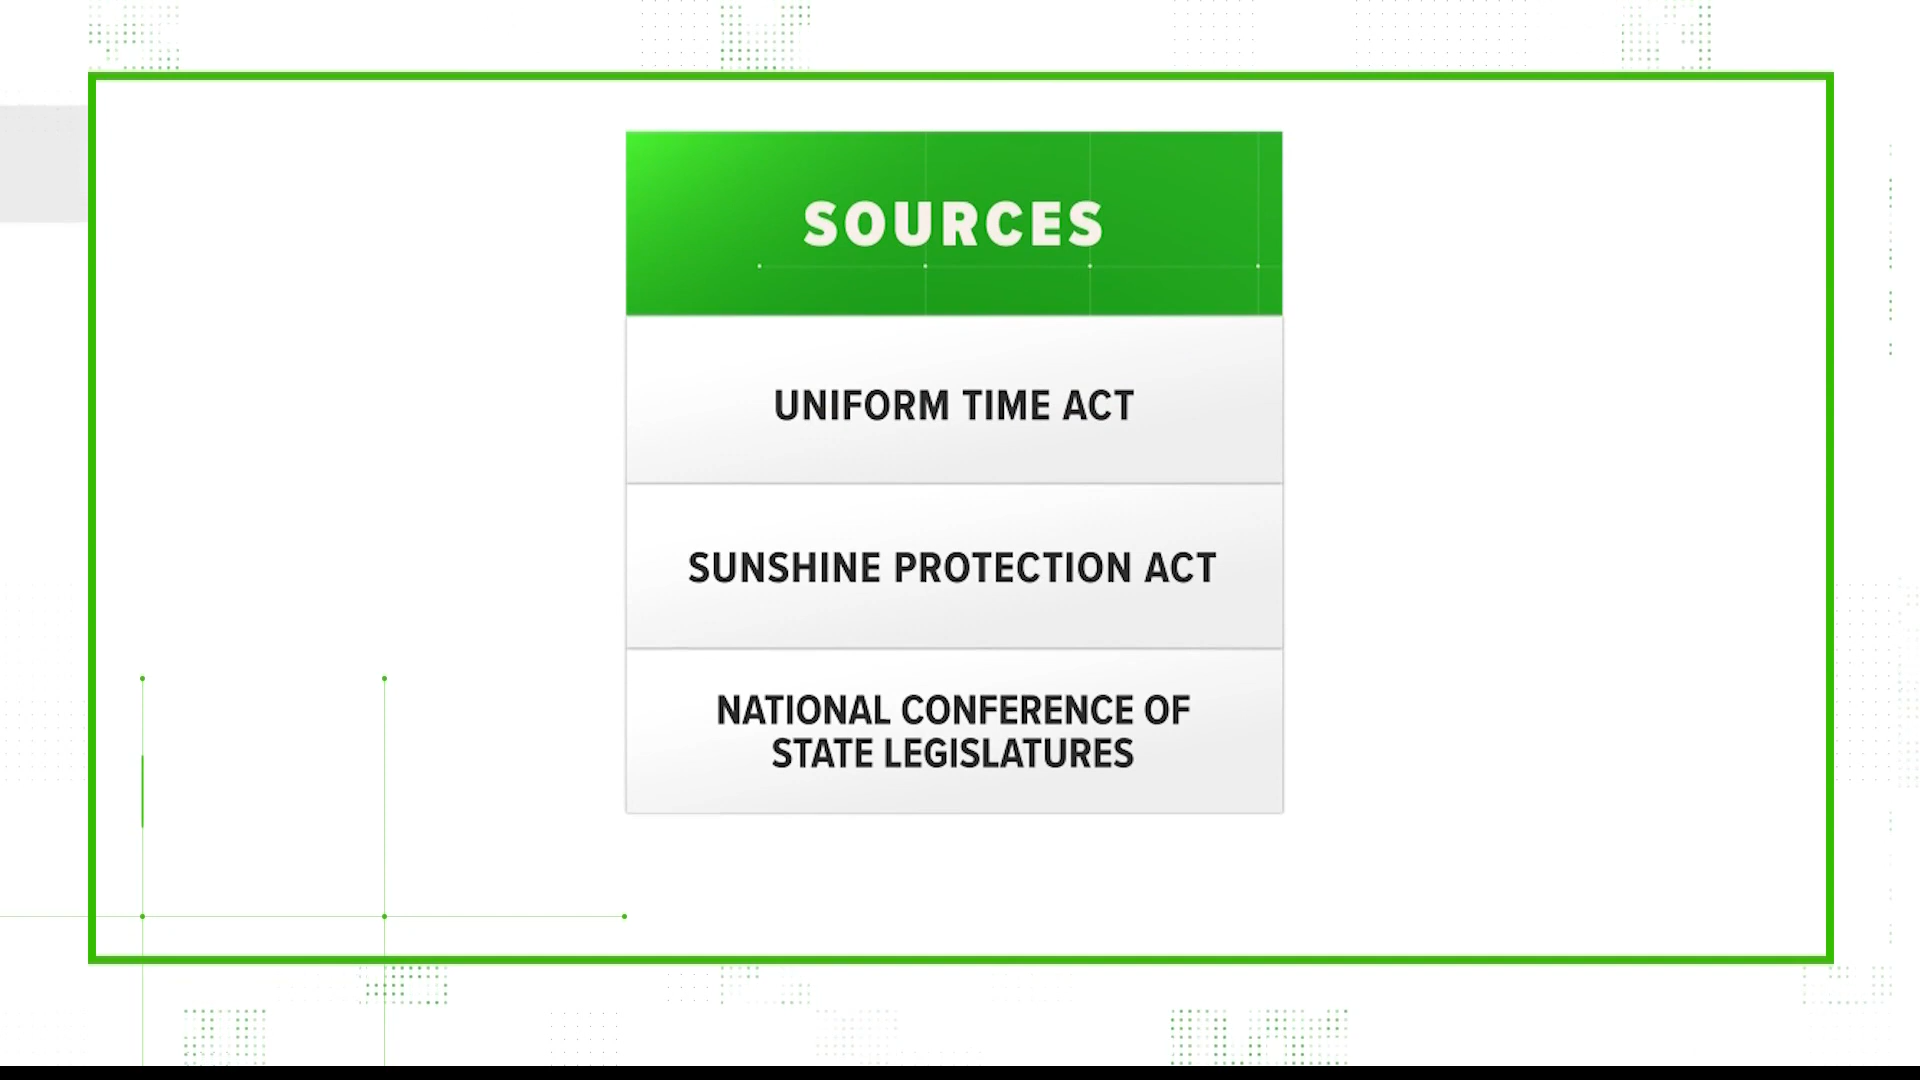 SOURCES
UNIFORM TIME ACT
SUNSHINE PROTECTION ACT
NATIONAL CONFERENCE OF
STATE LEGISLATURES